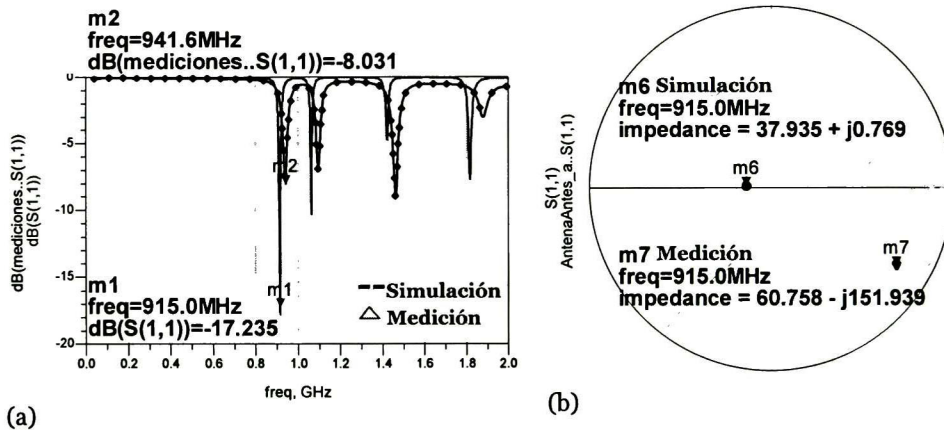 m2
freq=941.6MHz
dB(mediciones..S(1,1))=-8.031
0
-5
-10
-15
-20
dB(mediciones..S(1,1))
dB(S(1,1))
m2
m1
m1
freq=915.0MHz
dB(S(1,1))=-17.235
Simulación
Medición
0.0 0.2 0.4 0.6 0.8 1.0 1.2 1.4 1.6 1.8 2.0
freq, GHz
(a)
m6 Simulación
freq=915.0MHz
impedance = 37.935 + j0.769
S(1,1)
AntenaAntes_a..S(1,1)
m6
m7 Medición
m7
freq=915.0MHz
impedance = 60.758 - j151.939
(b)